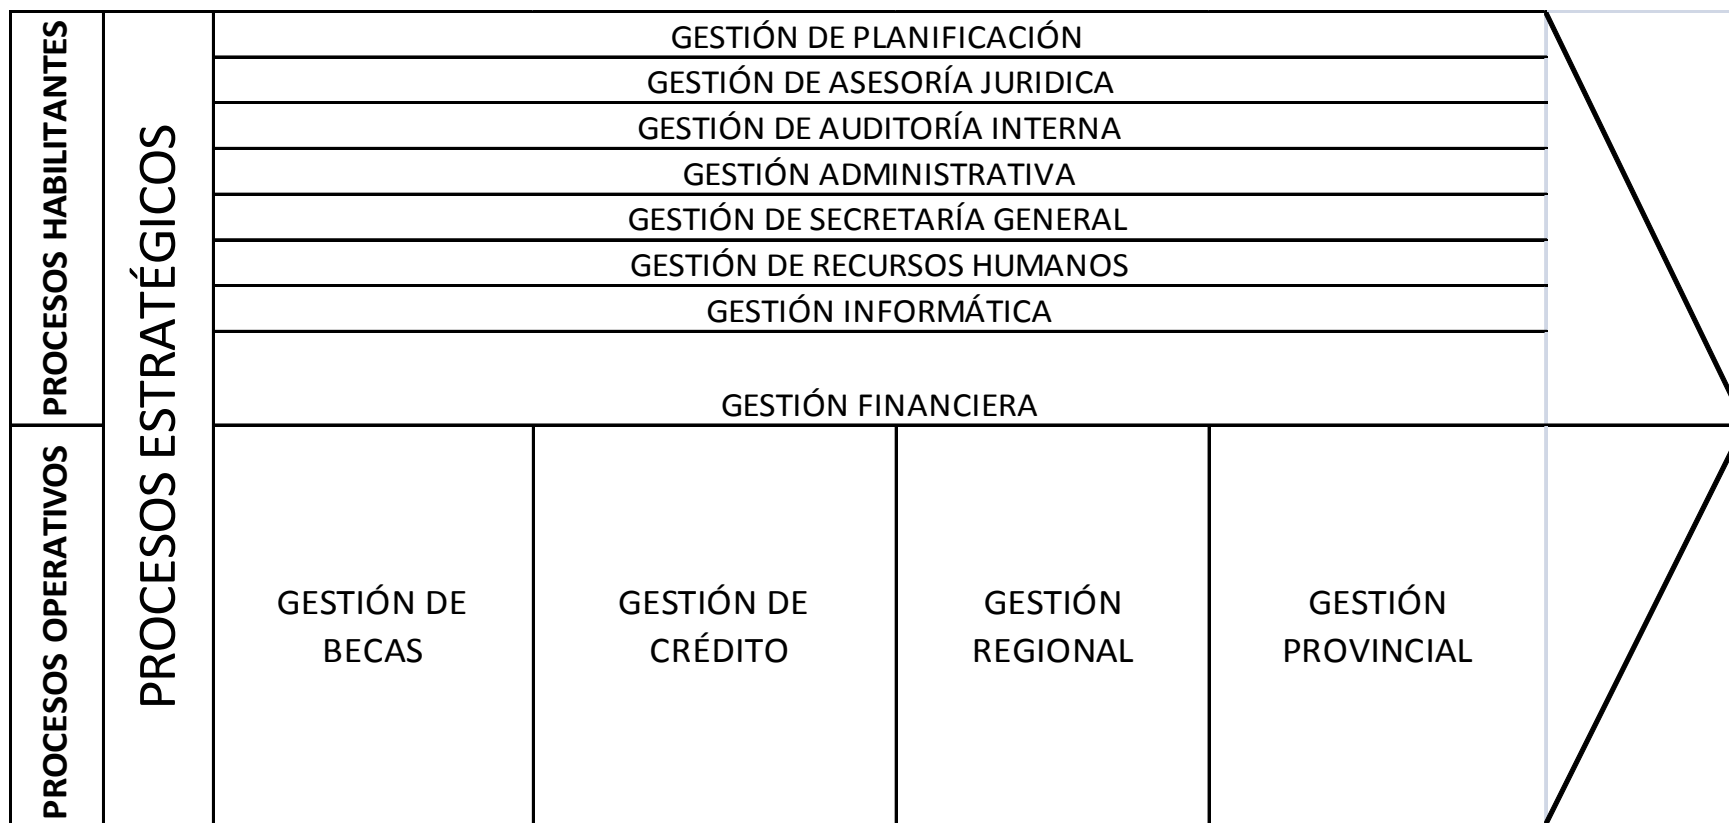 PROCESOS HABILITANTES
PROCESOS OPERATIVOS
PROCESOS ESTRATÉGICOS
GESTIÓN DE PLANIFICACIÓN
GESTIÓN DE ASESORÍA JURIDICA
GESTIÓN DE AUDITORÍA INTERNA
GESTIÓN ADMINISTRATIVA
GESTIÓN DE SECRETARÍA GENERAL
GESTIÓN DE RECURSOS HUMANOS
GESTIÓN INFORMÁTICA
GESTIÓN FINANCIERA
GESTIÓN DE
BECAS
GESTIÓN DE
CRÉDITO
GESTIÓN
REGIONAL
GESTIÓN
PROVINCIAL